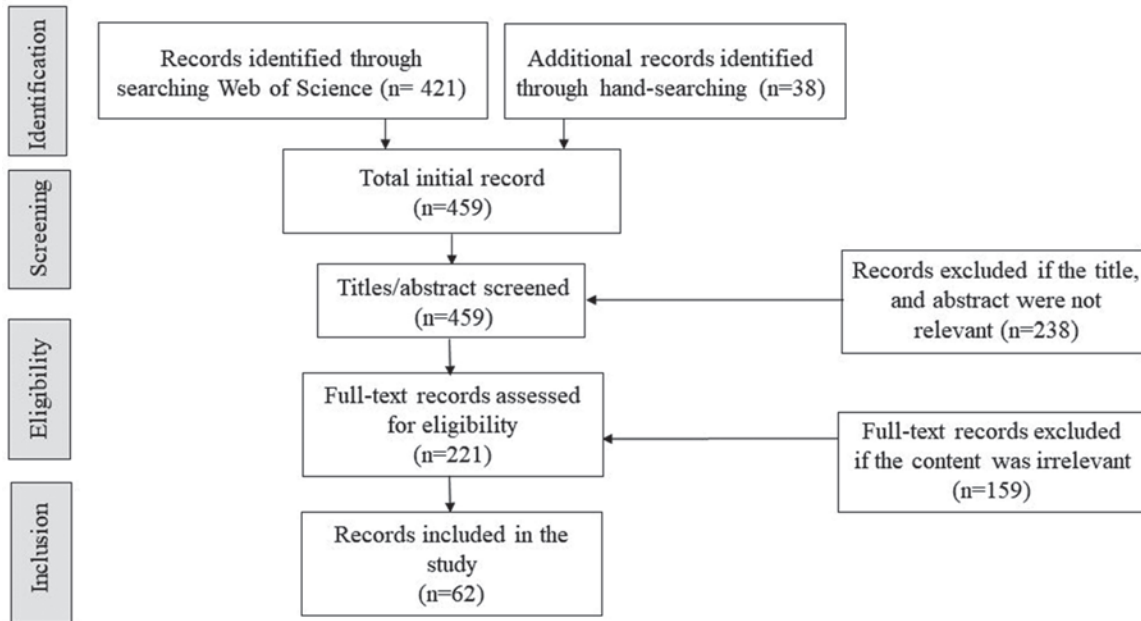 Identification
Records identified through
searching Web of Science (n= 421)
Additional records identified
through hand-searching (n=38)
Screening
Total initial record
(n=459)
Titles/abstract screened
(n=459)
Records excluded if the title,
and abstract were not
relevant (n=238)
Eligibility
Full-text records assessed
for eligibility
(n=221)
Full-text records excluded
if the content was irrelevant
(n=159)
Inclusion
Records included in the
study
(n=62)